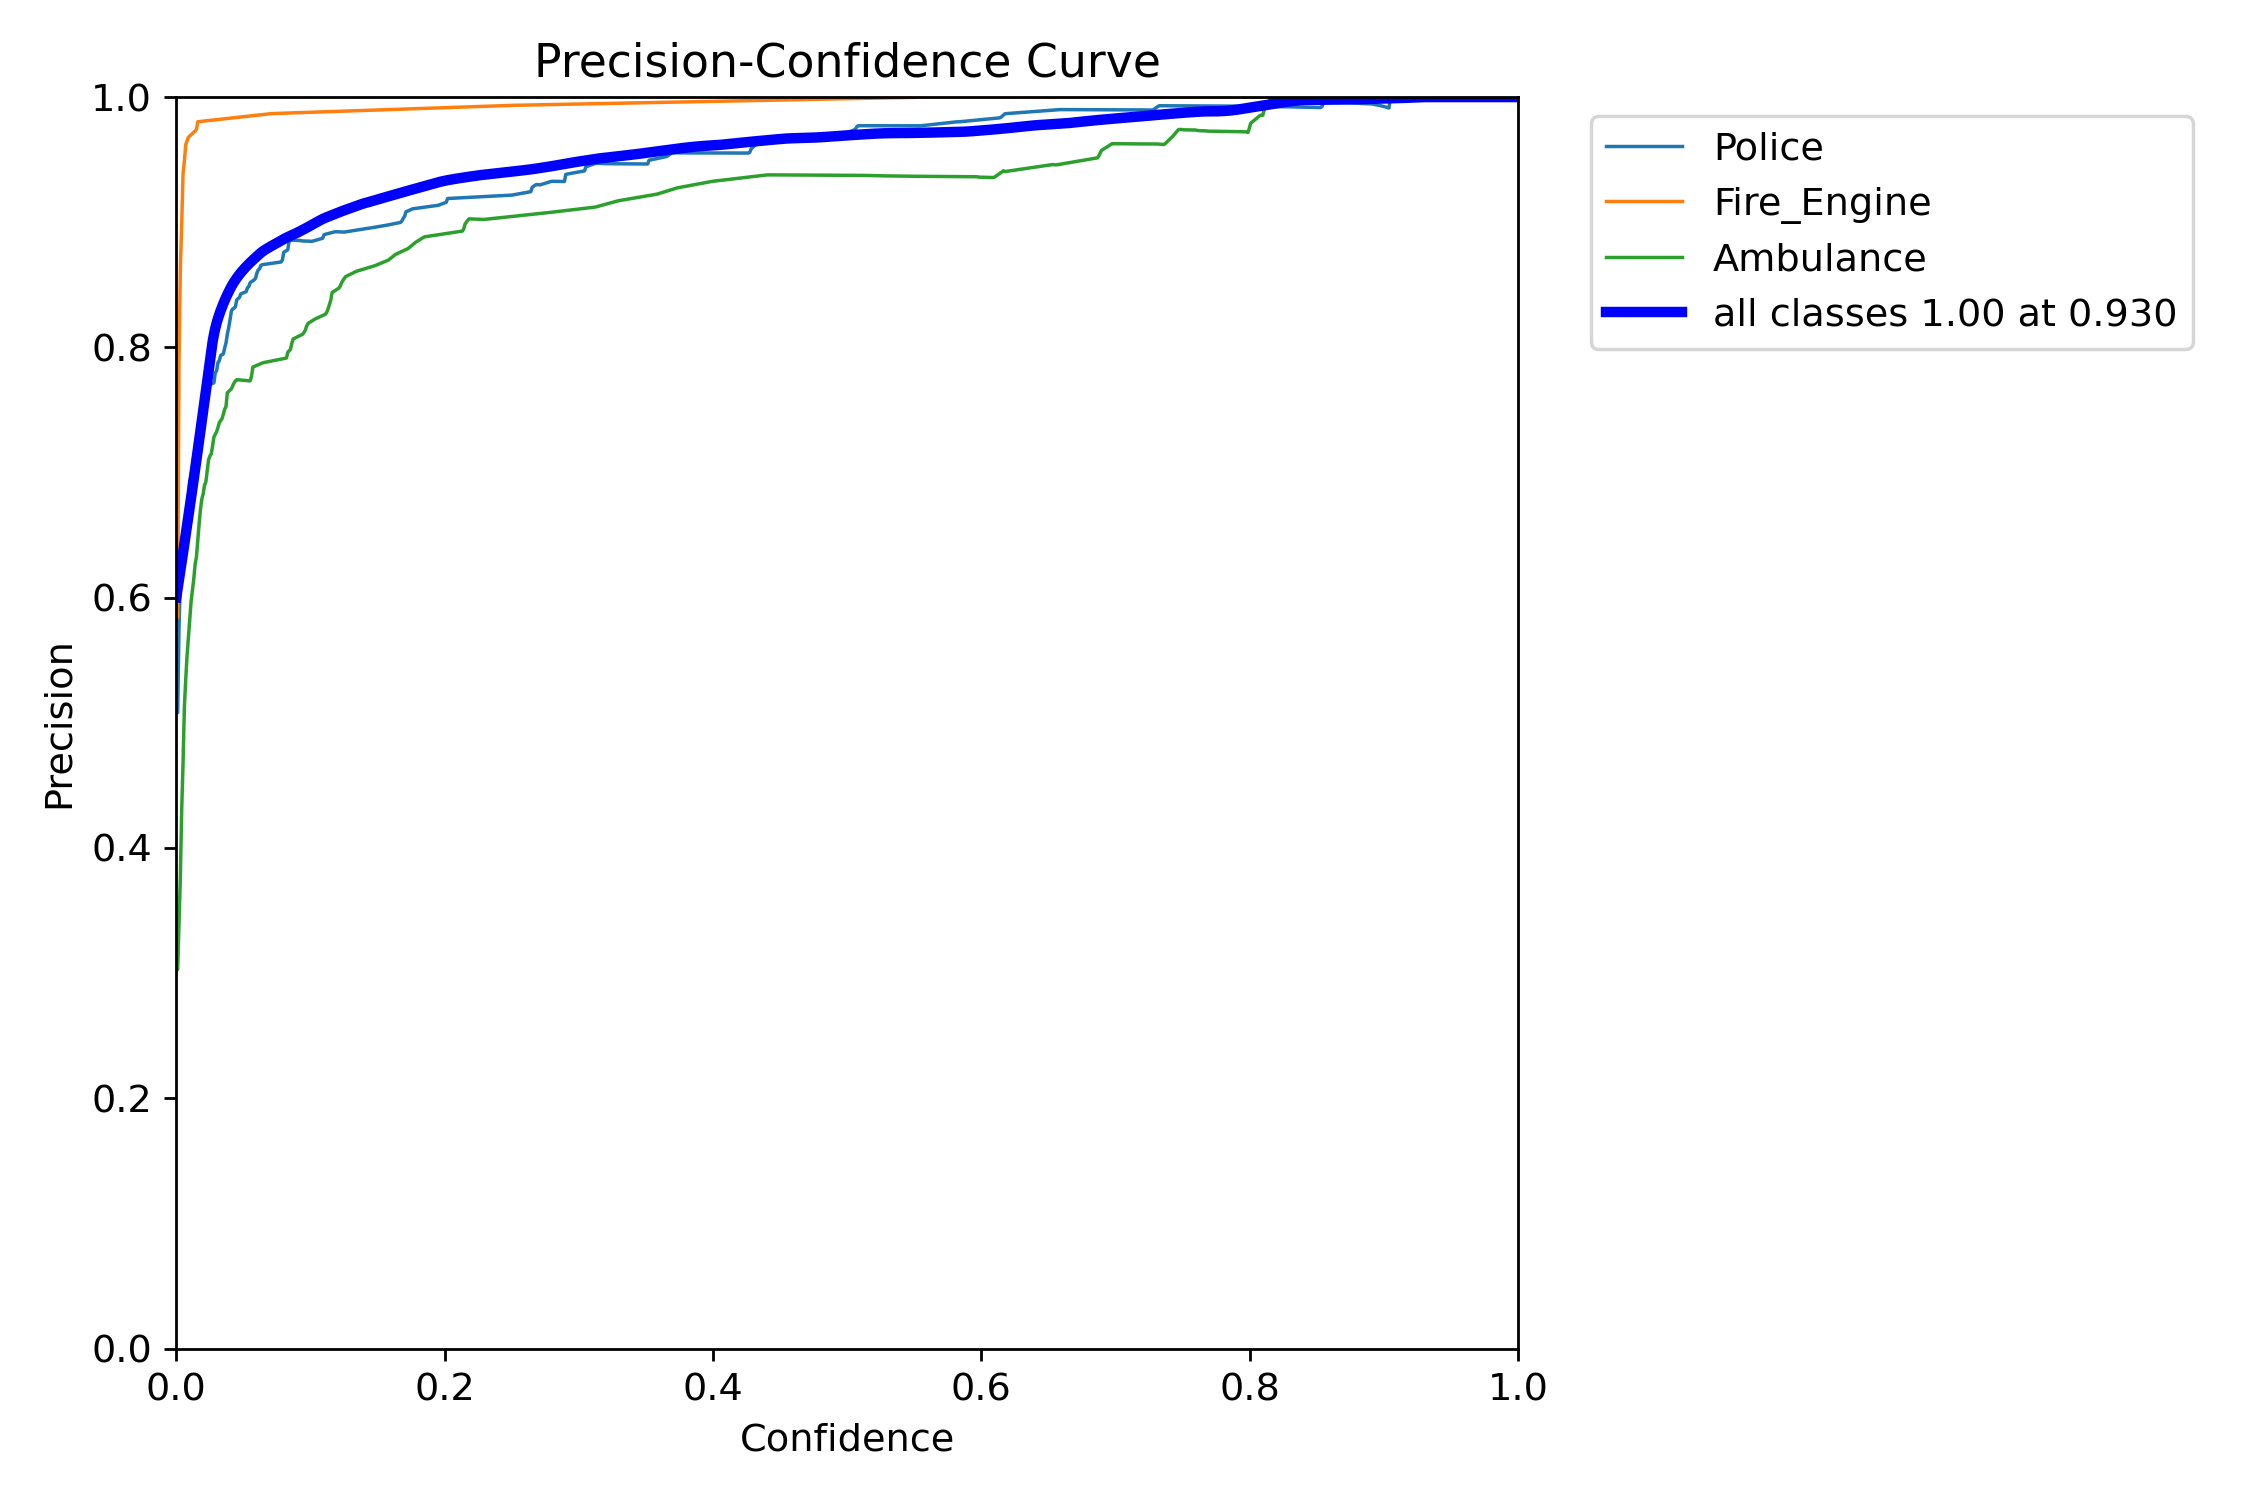 Precision-Confidence Curve
1.0
0.8
0.6
0.4
0.2
0.0
Precision
0.0 0.2 0.4 0.6 0.8 1.0
Confidence
Police
Fire_Engine
Ambulance
all classes 1.00 at 0.930